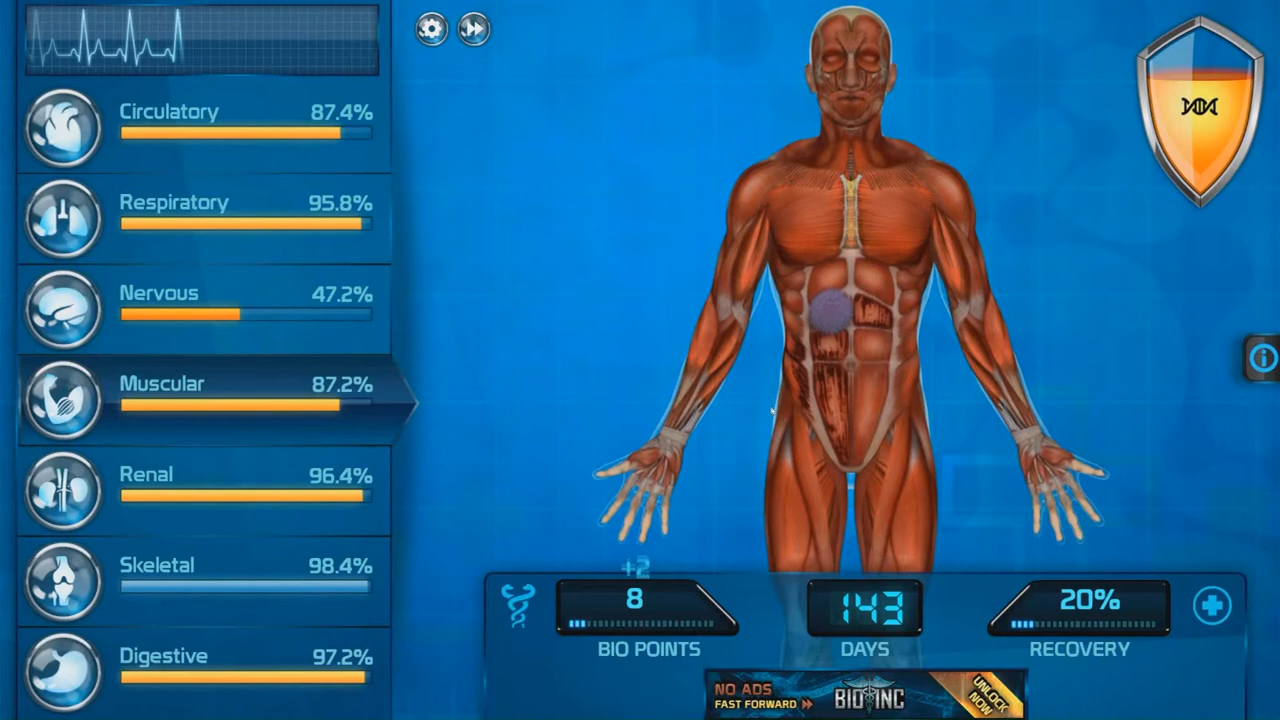 Circulatory 87.4%
Respiratory 95.8%
Nervous 47.2%
Muscular 87.2%
Renal 96.4%
Skeletal 98.4%
Digestive 97.2%
+2
8
BIO POINTS
143
DAYS
20%
RECOVERY
NO ADS
FAST FORWARD
BIO INC
UNLOCK
NOW